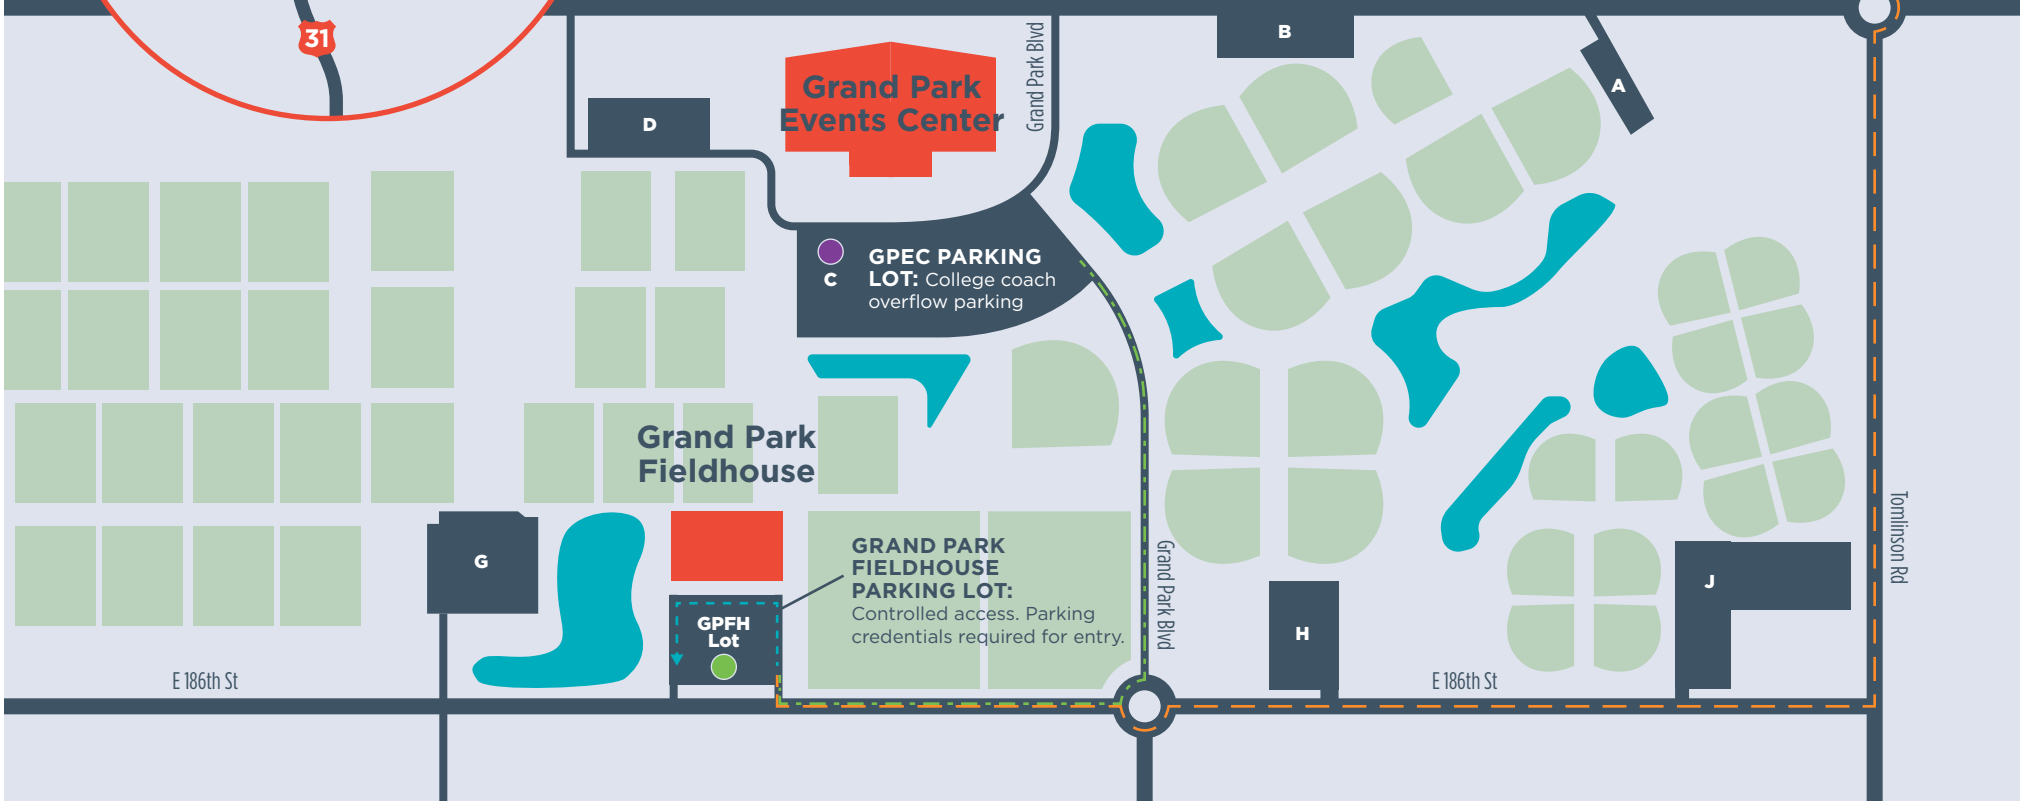 31
Grand Park Blvd
B
A
Grand Park
Events Center
D
GPEC PARKING
LOT: College coach
overflow parking
C
Grand Park
Fieldhouse
Tomlinson Rd
G
GRAND PARK
FIELDHOUSE
PARKING LOT:
Controlled access. Parking
credentials required for entry.
Grand Park Blvd
J
GPFH
Lot
H
E 186th St
E 186th St